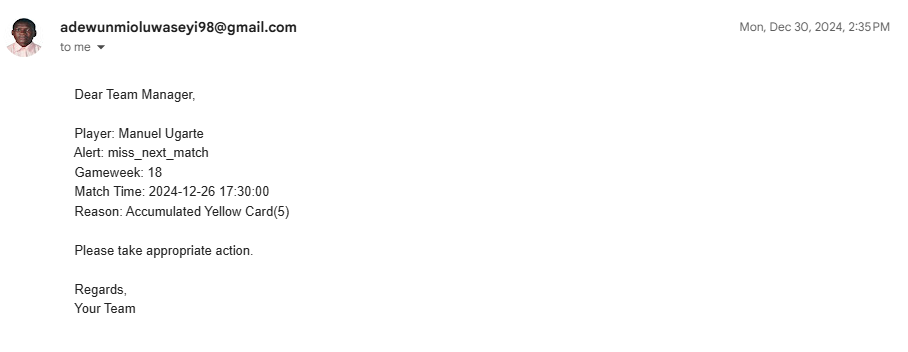 adewunmioluwaseyi98@gmail.com
Mon, Dec 30, 2024, 2:35 PM
to me
Dear Team Manager,
Player: Manuel Ugarte
Alert: miss_next_match
Gameweek: 18
Match Time: 2024-12-26 17:30:00
Reason: Accumulated Yellow Card(5)
Please take appropriate action.
Regards,
Your Team